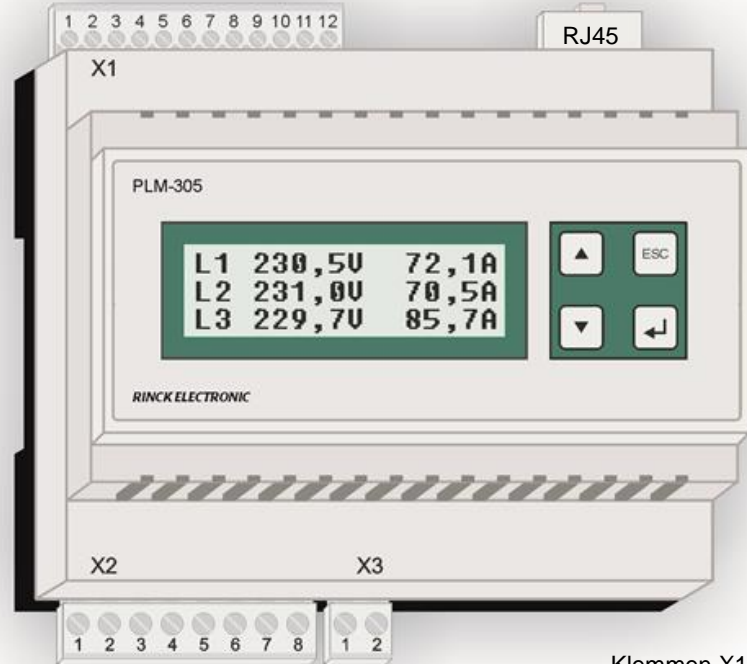 1 2 3 4 5 6 7 8 9 10 11 12
RJ45
X1
PLM-305
L1 230,5V 72,1A
L2 231,0V 70,5A
L3 229,7V 85,7A
ESC
RINCK ELECTRONIC
X2 X3
1 2 3 4 5 6 7 8 1 2
Klemmen X1